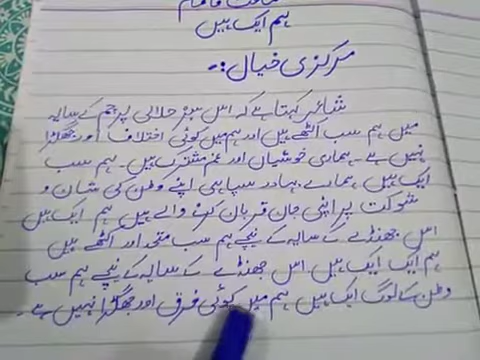 ہم ایک ہیں
مرکزی خیال:۔
شاعر کہتا ہے کہ اس سبز ہلالی پرچم کے سایہ
میں ہم سب اکٹھے ہیں اور ہم میں کوئی اختلاف اور جھگڑا
نہیں ہے۔ ہماری خوشیاں اور غم مشترک ہیں۔ ہم سب
ایک ہیں ہمارے بہادر سپاہی اپنے وطن کی شان و
شوکت پر اپنی جان قربان کرنے والے ہیں ہم ایک ہیں
اس جھنڈے کے سایہ کے نیچے ہم سب متحد اور اکٹھے ہیں
ہم ایک ایک ہیں اس جھنڈے کے سایہ کے نیچے ہم سب
وطن کے لوگ ایک ہیں ہم میں کوئی فرق اور جھگڑا نہیں ہے۔